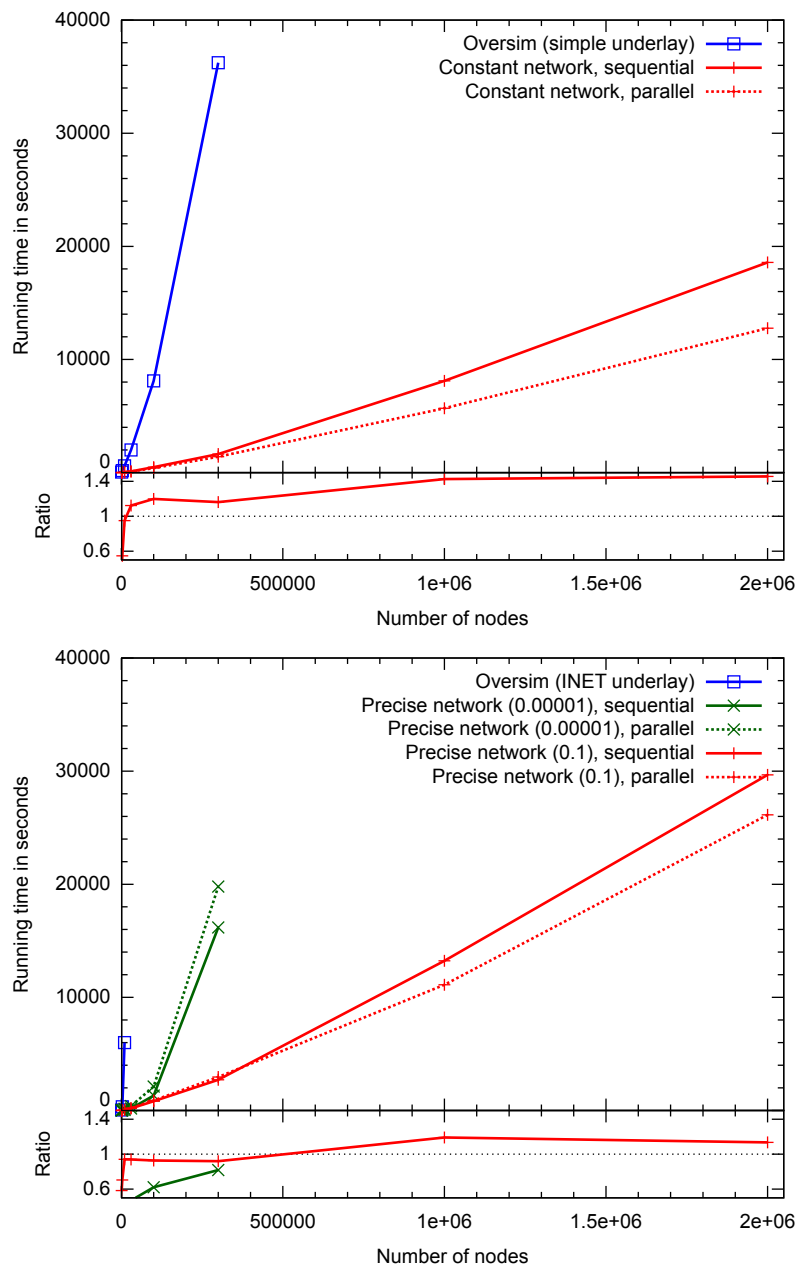 40000
30000
20000
10000
0
Running time in seconds
Oversim (simple underlay)
Constant network, sequential
Constant network, parallel
1.4
1
0.6
Ratio
0
500000
1e+06
1.5e+06
2e+06
Number of nodes
40000
30000
20000
10000
0
Running time in seconds
Oversim (INET underlay)
Precise network (0.00001), sequential
Precise network (0.00001), parallel
Precise network (0.1), sequential
Precise network (0.1), parallel
1.4
1
0.6
Ratio
0
500000
1e+06
1.5e+06
2e+06
Number of nodes